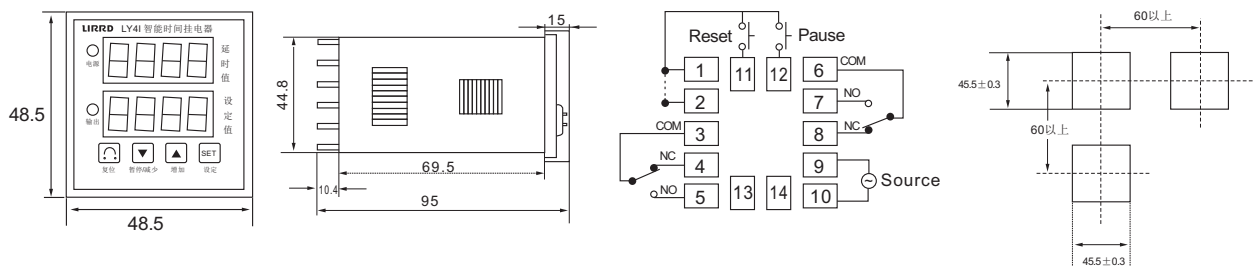 LIRRD LY4I 智能时间挂电器
电源
延时值
输出
设定值
SET
复位 暂停/减少 增加 设定
48.5
48.5
15
44.8
69.5
10.4
95
Reset Pause
1 11 12 6 COM
2 7 NO
COM 3 8 NC
NC 4 9
13 14 Source
NO 5 10
60以上
45.5±0.3
60以上
45.5±0.3